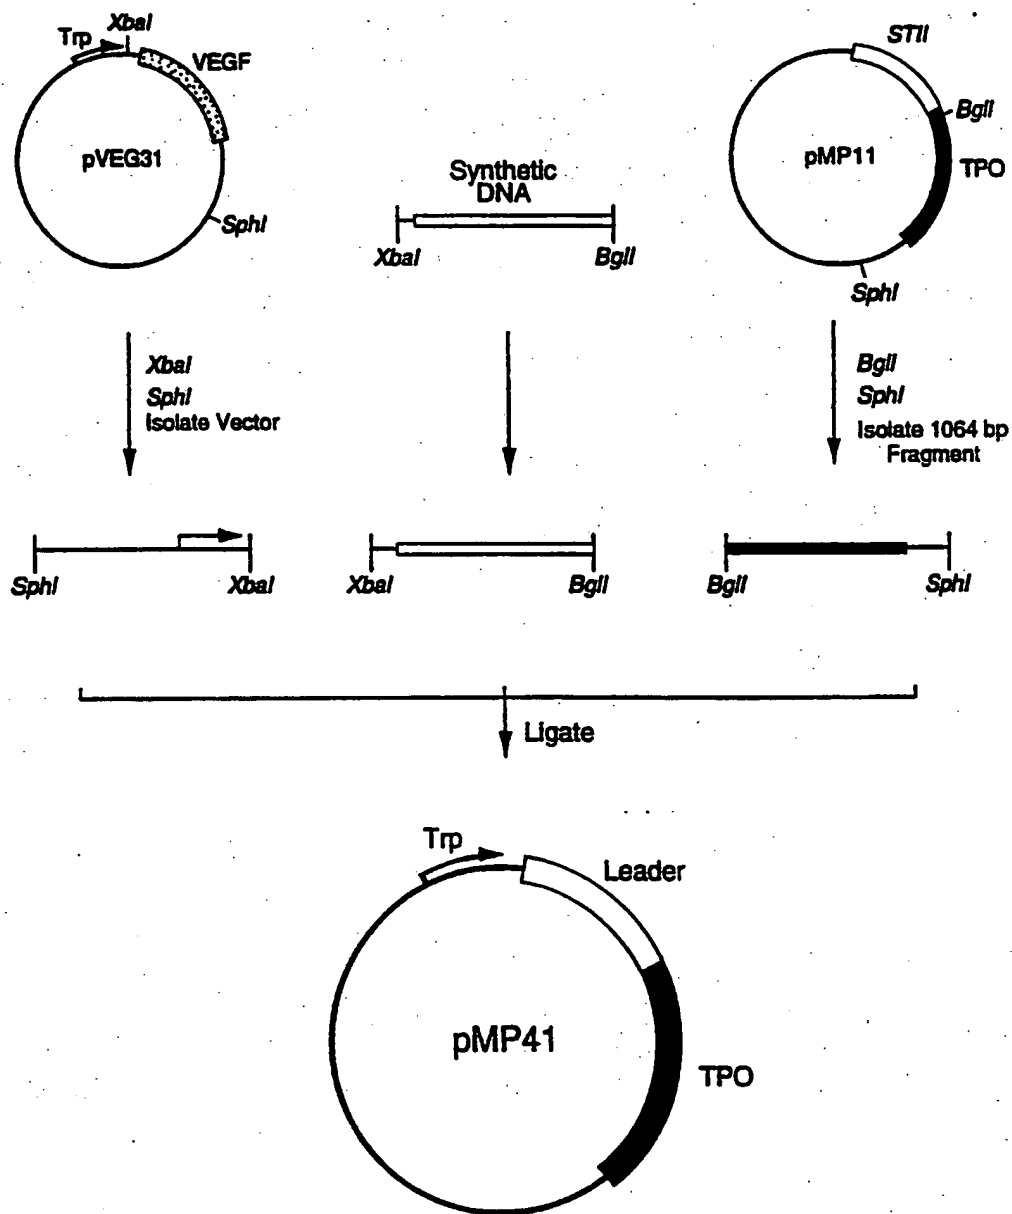 Trp
XbaI
VEGF
pVEG31
SphI
Synthetic
DNA
XbaI
BglI
STII
BglI
pMP11
TPO
SphI
XbaI
SphI
Isolate Vector
BglI
SphI
Isolate 1064 bp
Fragment
SphI
XbaI
XbaI
BglI
BglI
SphI
Ligate
Trp
Leader
pMP41
TPO